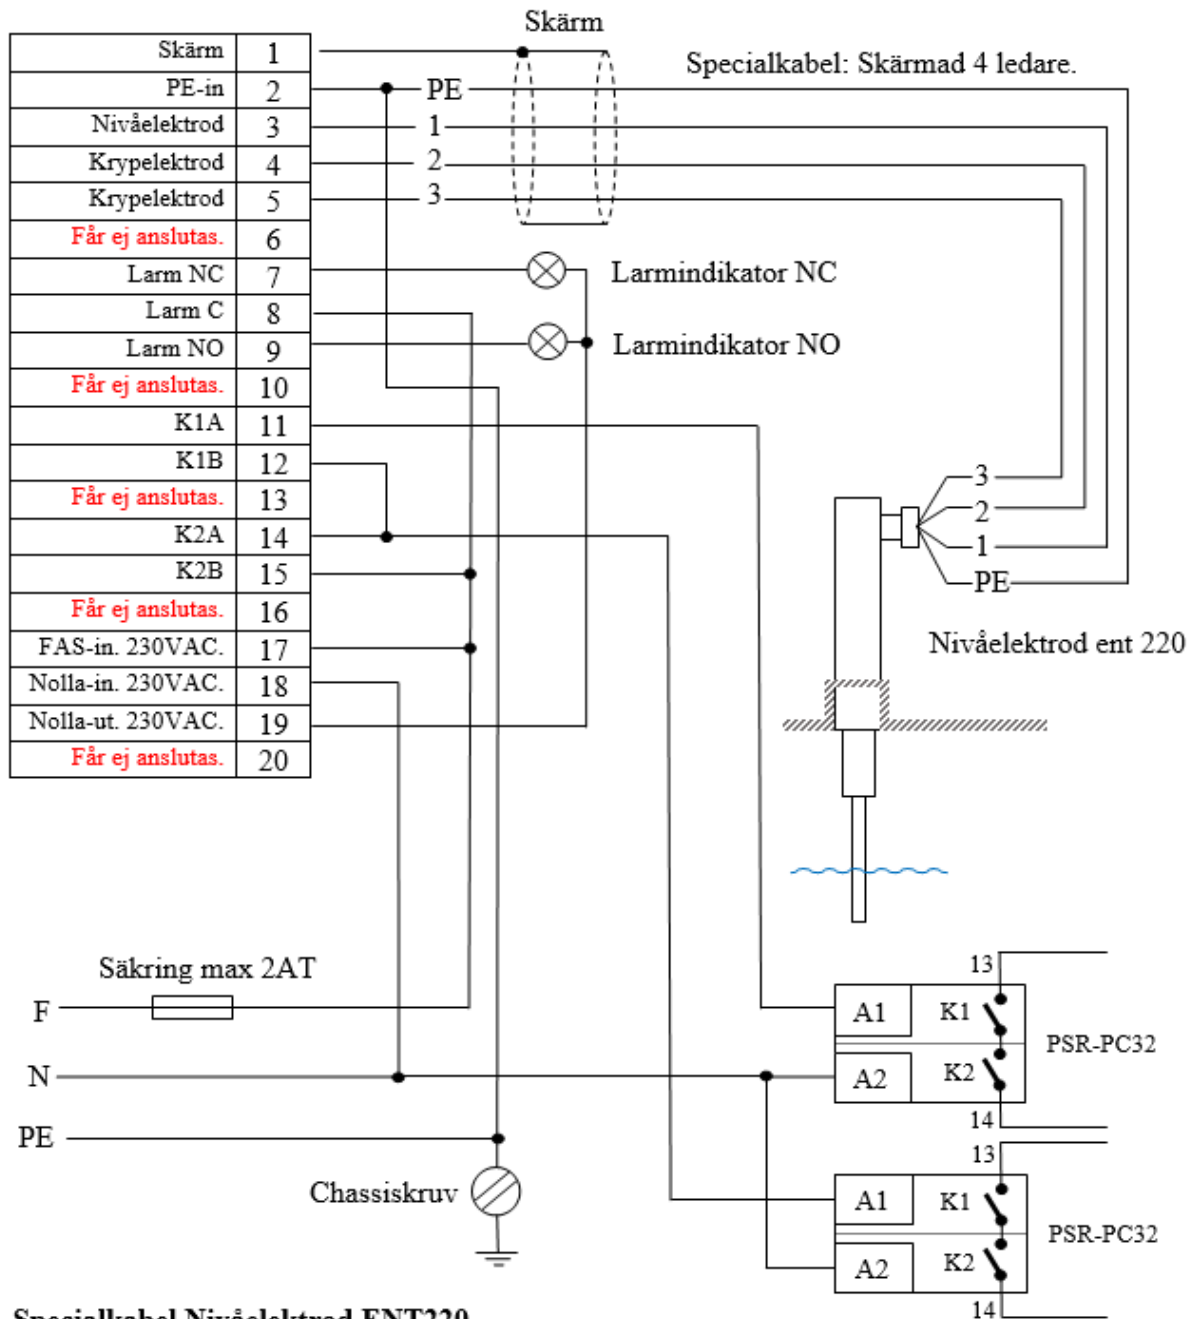 Skärm
Specialkabel: Skärmad 4 ledare.
Skärm 1
PE-in 2
PE
Nivåelektrod 3
1
Krypelektrod 4
2
Krypelektrod 5
3
Får ej anslutas. 6
Larm NC 7
Larmindikator NC
Larm C 8
Larm NO 9
Larmindikator NO
Får ej anslutas. 10
K1A 11
K1B 12
Får ej anslutas. 13
K2A 14
K2B 15
Får ej anslutas. 16
FAS-in. 230VAC. 17
Nolla-in. 230VAC. 18
Nolla-ut. 230VAC. 19
Får ej anslutas. 20
3
2
1
PE
Nivåelektrod ent 220
Säkring max 2AT
F
N
PE
Chassiskruv
13
A1 K1
PSR-PC32
A2 K2
14
13
A1 K1
PSR-PC32
A2 K2
14
Specialkabel Nivåelektrod ENT220